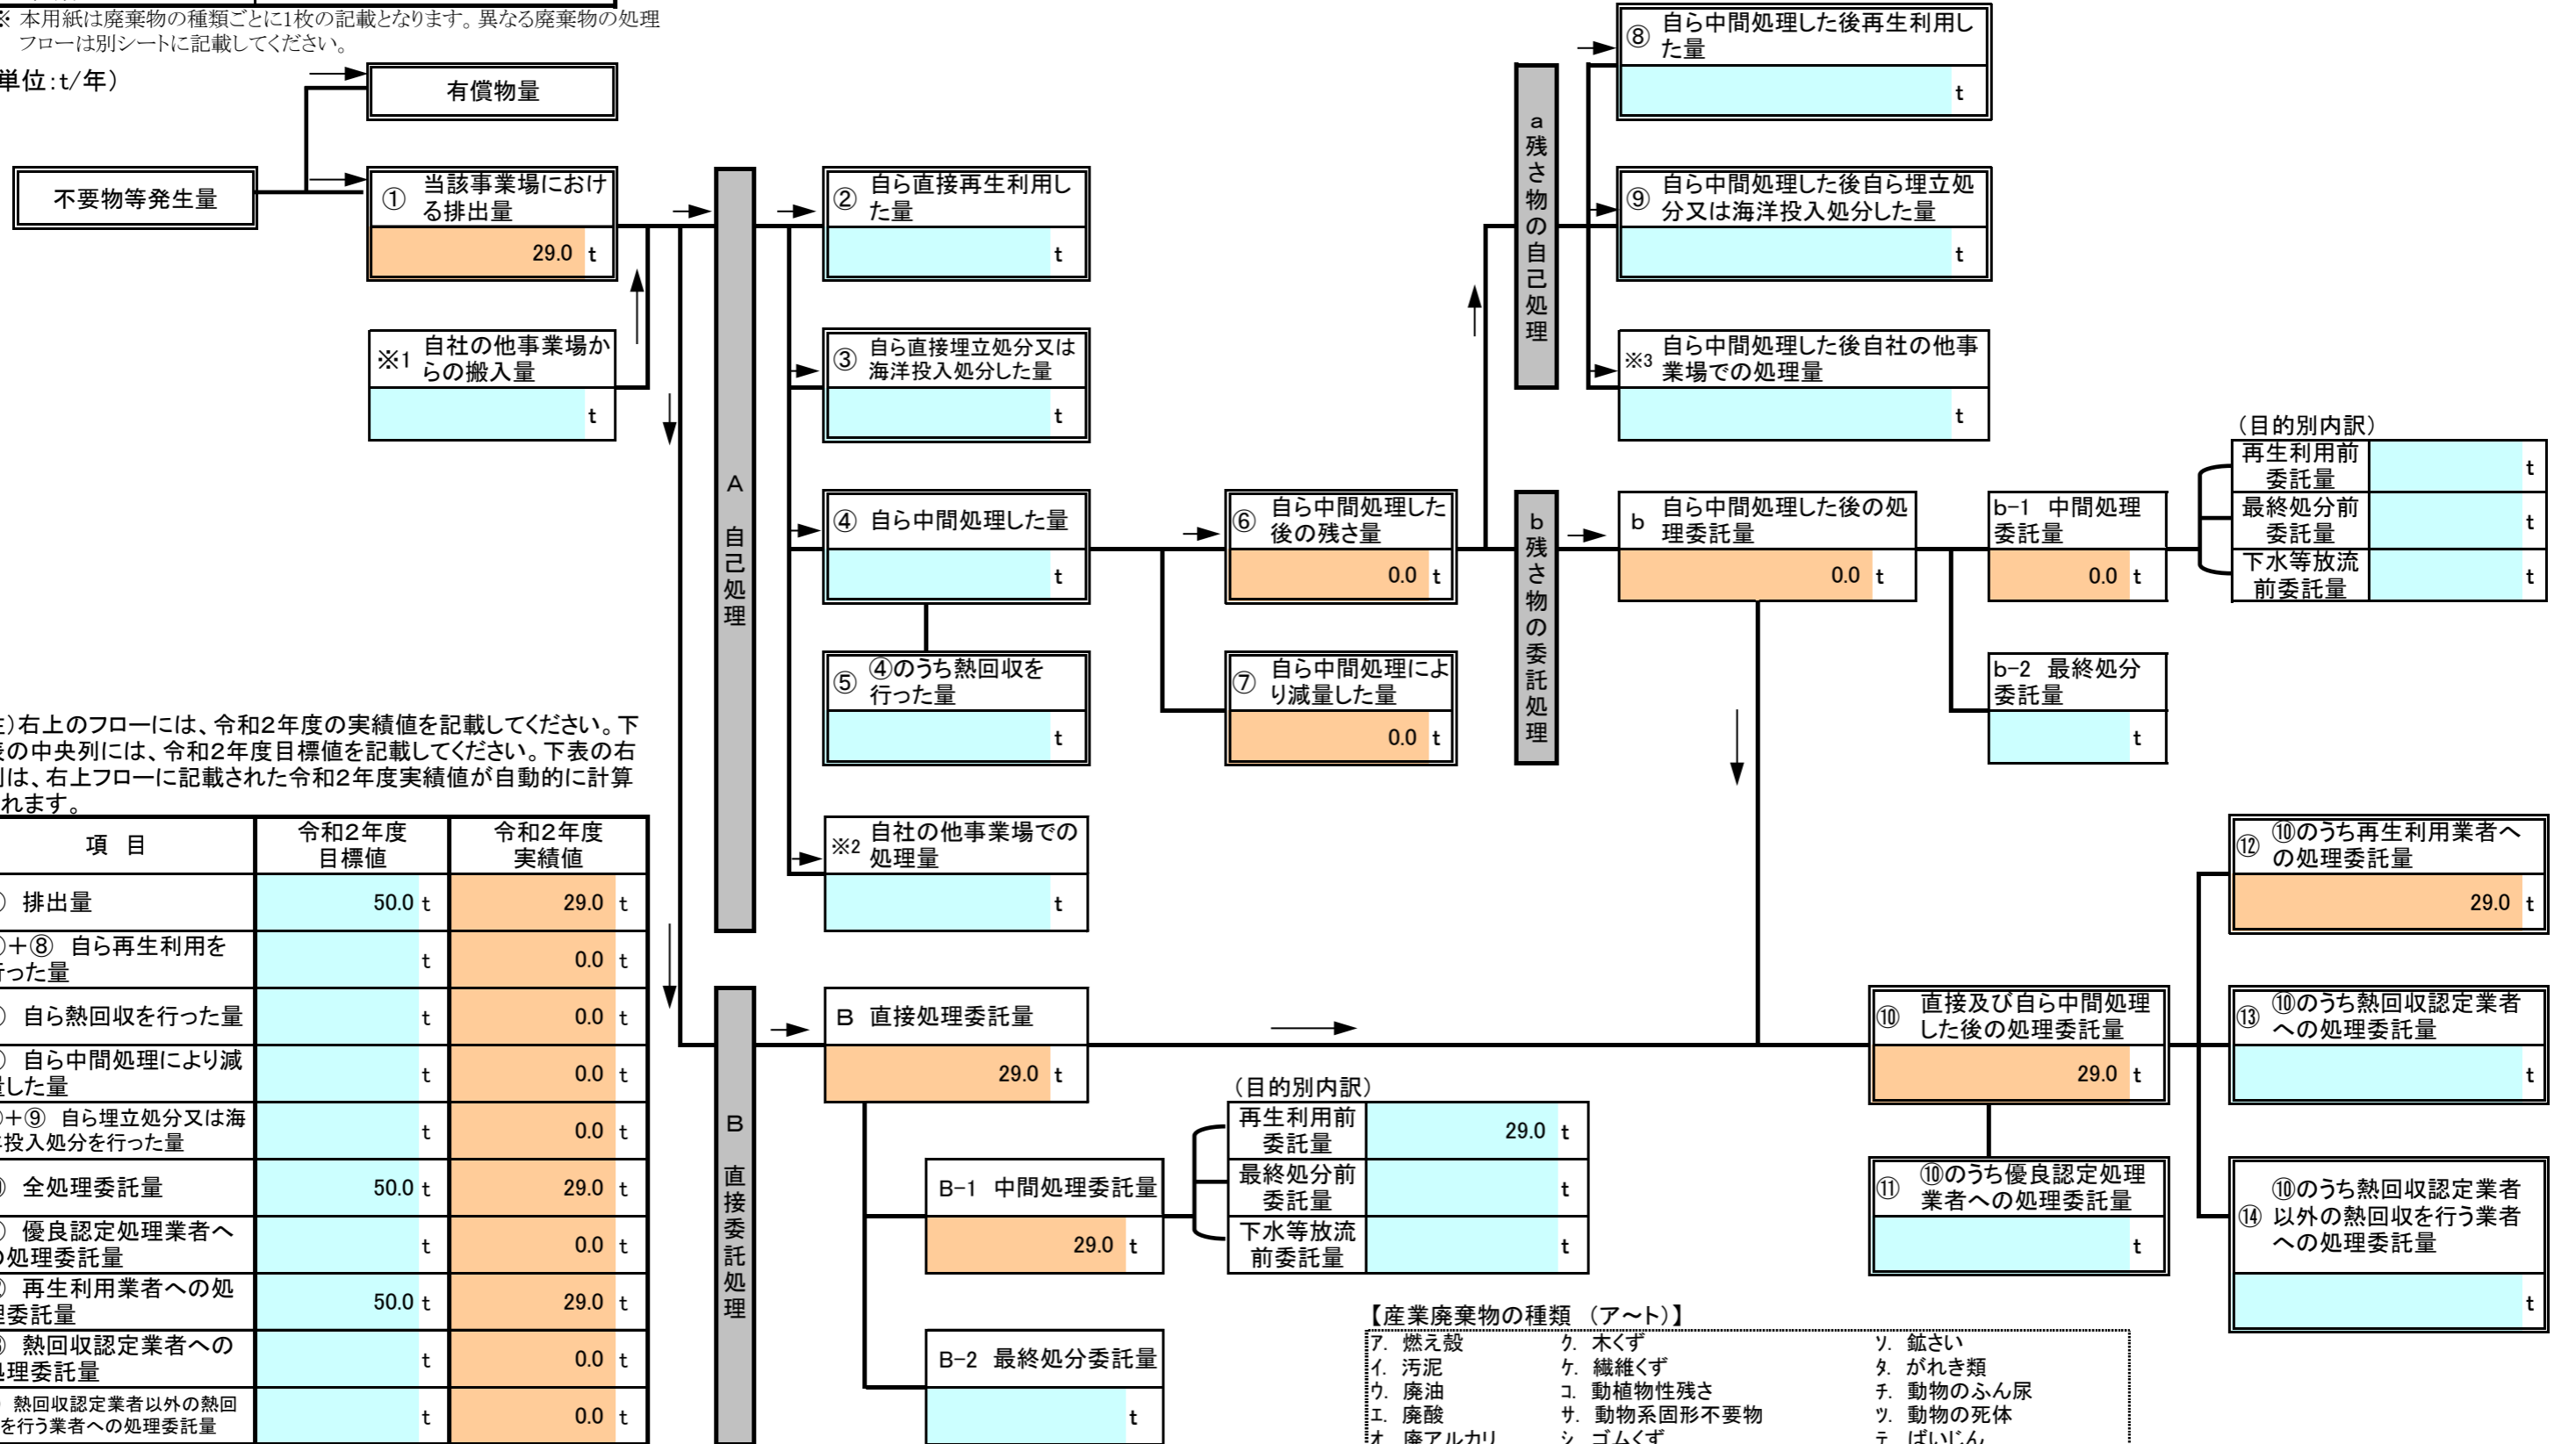 ※ 本用紙は廃棄物の種類ごとに1枚の記載となります。異なる廃棄物の処理
フローは別シートに記載してください。
単位：t/年）
有償物量
不要物等発生量
① 当該事業場におけ
る排出量
29.0 t
※1 自社の他事業場か
らの搬入量
t
A 自己処理
② 自ら直接再生利用し
た量
t
③ 自ら直接埋立処分又は
海洋投入処分した量
t
④ 自ら中間処理した量
t
⑤ ④のうち熱回収を
行った量
t
※2 自社の他事業場での
処理量
t
⑥ 自ら中間処理した
後の残さ量
0.0 t
⑦ 自ら中間処理によ
り減量した量
0.0 t
a 残さ物の自己処理
⑧ 自ら中間処理した後再生利用し
た量
t
⑨ 自ら中間処理した後自ら埋立処
分又は海洋投入処分した量
t
※3 自ら中間処理した後自社の他事
業場での処理量
t
b 残さ物の委託処理
b 自ら中間処理した後の処
理委託量
0.0 t
b-1 中間処理
委託量
0.0 t
b-2 最終処分
委託量
t
（目的別内訳）
再生利用前
委託量 t
最終処分前
委託量 t
下水等放流
前委託量 t
）右上のフローには、令和２年度の実績値を記載してください。下
の中央列には、令和２年度目標値を記載してください。下表の右
は、右上フローに記載された令和２年度実績値が自動的に計算
れます。
項 目 令和２年度
目標値 令和２年度
実績値
排出量 50.0 t 29.0 t
＋⑧ 自ら再生利用を
行った量 t 0.0 t
自ら熱回収を行った量 t 0.0 t
自ら中間処理により減
量した量 t 0.0 t
＋⑨ 自ら埋立処分又は海
洋投入処分を行った量 t 0.0 t
全処理委託量 50.0 t 29.0 t
優良認定処理業者へ
の処理委託量 t 0.0 t
再生利用業者への処
理委託量 50.0 t 29.0 t
熱回収認定業者への
処理委託量 t 0.0 t
熱回収認定業者以外の熱回
を行う業者への処理委託量 t 0.0 t
B 直接委託処理
B 直接処理委託量
29.0 t
B-1 中間処理委託量
29.0 t
B-2 最終処分委託量
t
（目的別内訳）
再生利用前
委託量 29.0 t
最終処分前
委託量 t
下水等放流
前委託量 t
⑩ 直接及び自ら中間処理
した後の処理委託量
29.0 t
⑪ ⑩のうち優良認定処理
業者への処理委託量
t
⑫ ⑩のうち再生利用業者へ
の処理委託量
29.0 t
⑬ ⑩のうち熱回収認定業者
への処理委託量
t
⑭ ⑩のうち熱回収認定業者
以外の熱回収を行う業者
への処理委託量
t
【産業廃棄物の種類 （ア～ト）】
ア. 燃え殻 ク. 木くず ソ. 鉱さい
イ. 汚泥 ケ. 繊維くず タ. がれき類
ウ. 廃油 コ. 動植物性残さ チ. 動物のふん尿
エ. 廃酸 サ. 動物系固形不要物 ツ. 動物の死体
オ. 廃アルカリ シ. ゴムくず テ. ばいじん